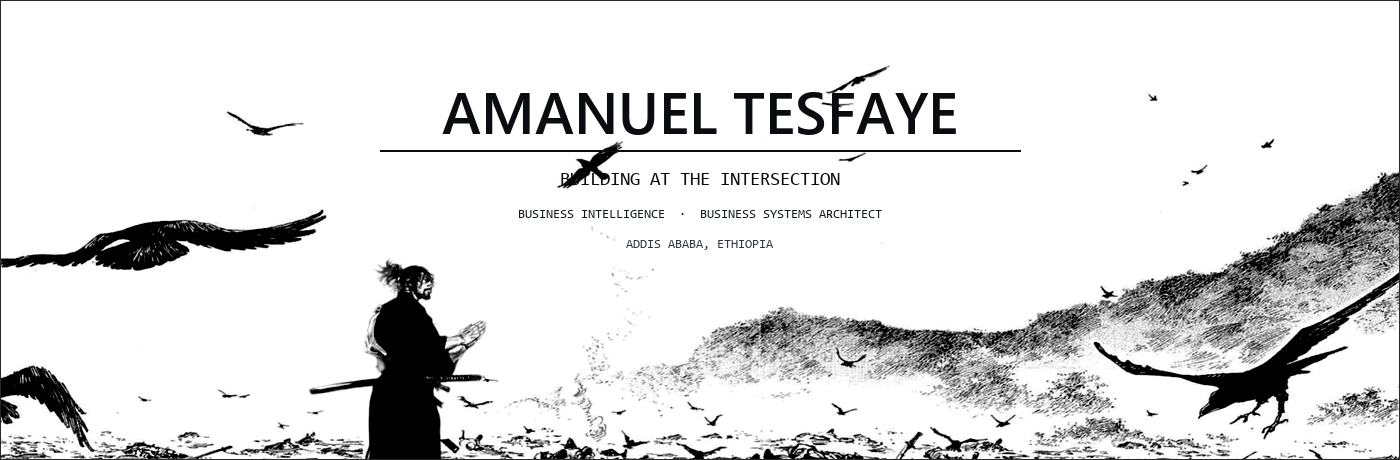 AMANUEL TESFAYE
BUILDING AT THE INTERSECTION
BUSINESS INTELLIGENCE · BUSINESS SYSTEMS ARCHITECT
ADDIS ABABA, ETHIOPIA